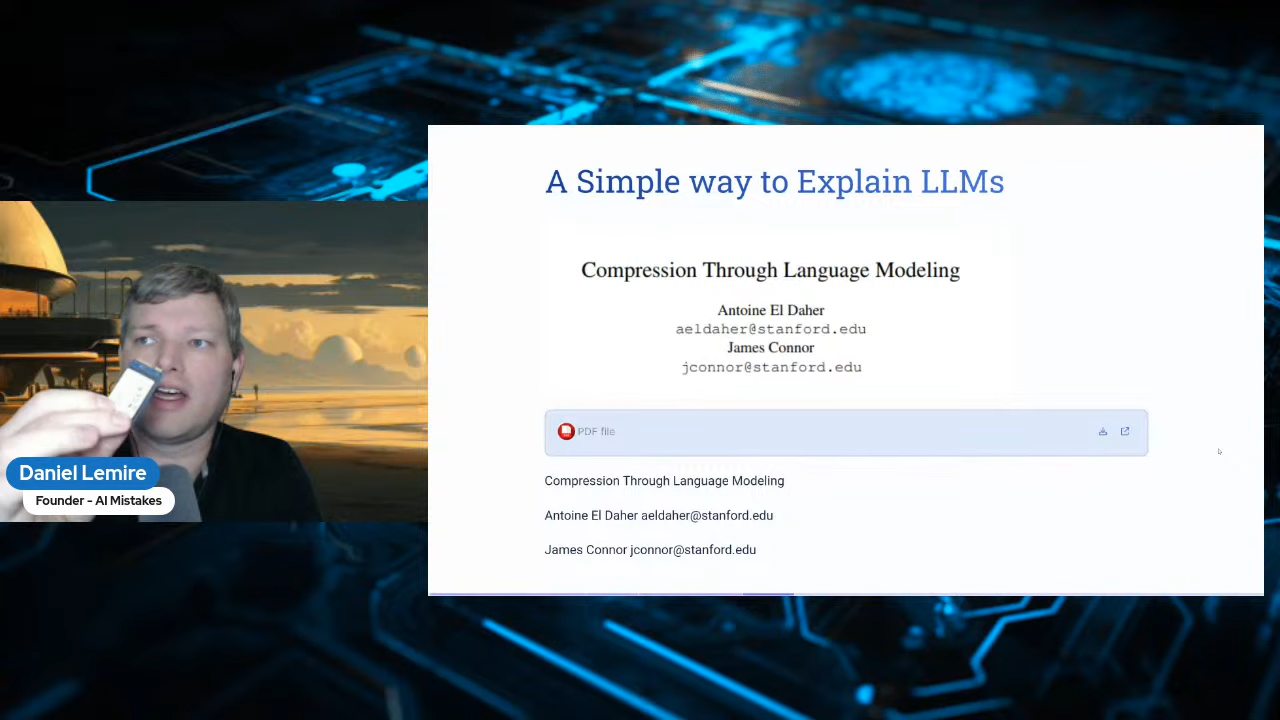 A Simple way to Explain LLMs
Compression Through Language Modeling
Antoine El Daher
aeldaher@stanford.edu
James Connor
jconnor@stanford.edu
PDF file
Compression Through Language Modeling
Antoine El Daher aeldaher@stanford.edu
James Connor jconnor@stanford.edu
Daniel Lemire
Founder - AI Mistakes